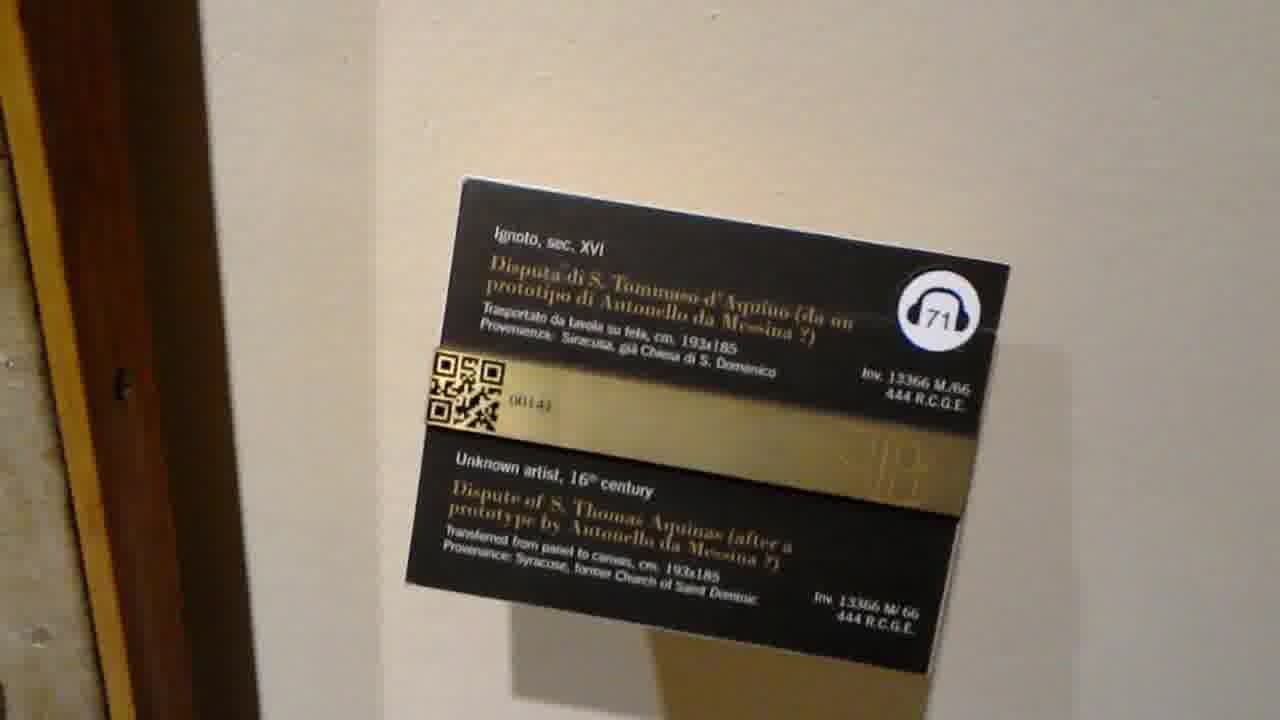 Ignoto, sec. XVI
Disputa di S. Tommaso d'Aquino (da un
prototipo di Antonello da Messina ?)
Trasportato da tavola su tela, cm. 193x185
Provenienza: Siracusa, già Chiesa di S. Domenico
71
Inv. 13366 M./66
444 R.C.G.E.
00141
Unknown artist, 16th century
Dispute of S. Thomas Aquinas (after a
prototype by Antonello da Messina ?)
Transferred from panel to canvas, cm. 193x185
Provenance: Syracuse, former Church of Saint Dominic
Inv. 13366 M/ 66
444 R.C.G.E.